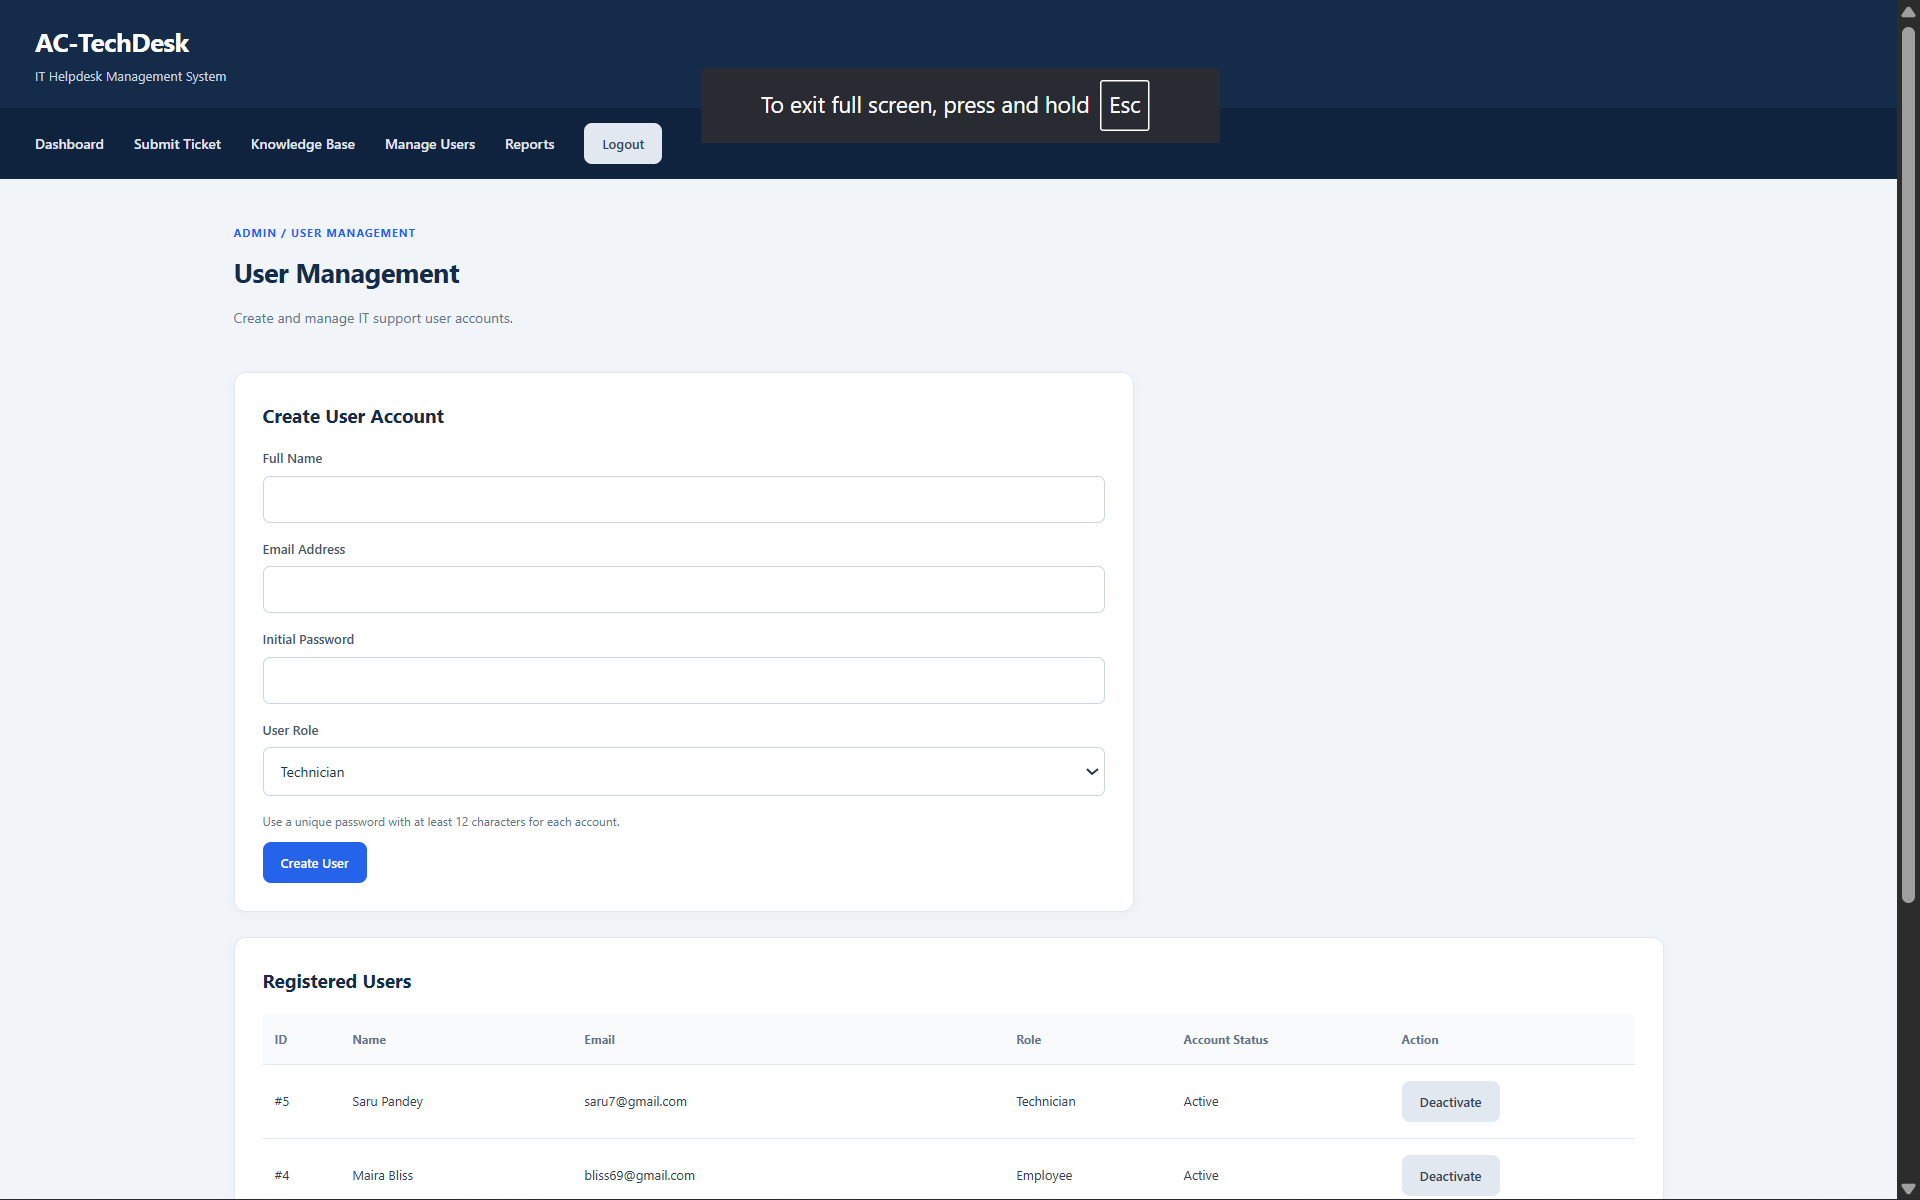 AC-TechDesk
IT Helpdesk Management System
To exit full screen, press and hold Esc
Dashboard Submit Ticket Knowledge Base Manage Users Reports Logout
ADMIN / USER MANAGEMENT
User Management
Create and manage IT support user accounts.
Create User Account
Full Name
Email Address
Initial Password
User Role
Technician
Use a unique password with at least 12 characters for each account.
Create User
Registered Users
ID Name Email Role Account Status Action
#5 Saru Pandey saru7@gmail.com Technician Active Deactivate
#4 Maira Bliss bliss69@gmail.com Employee Active Deactivate